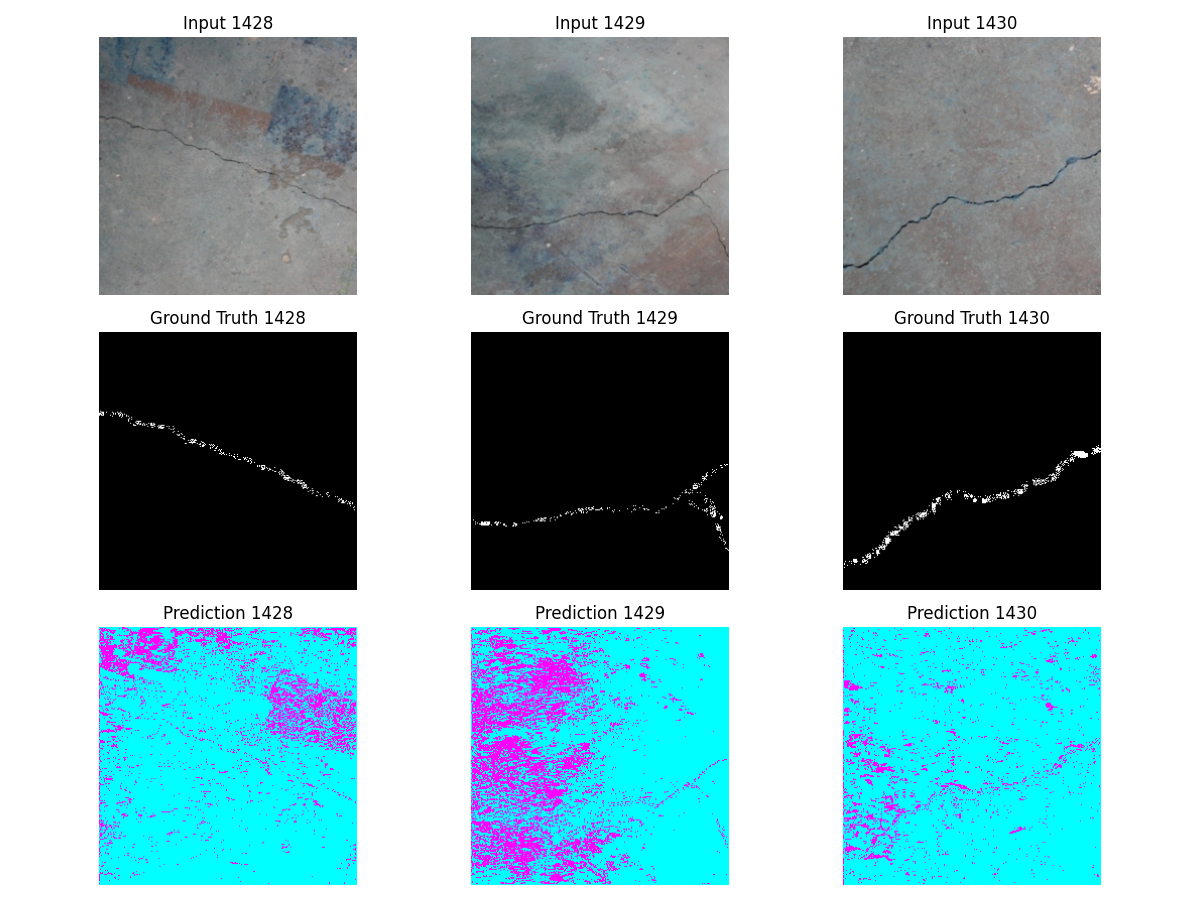 Input 1428
Input 1429
Input 1430
Ground Truth 1428
Ground Truth 1429
Ground Truth 1430
Prediction 1428
Prediction 1429
Prediction 1430